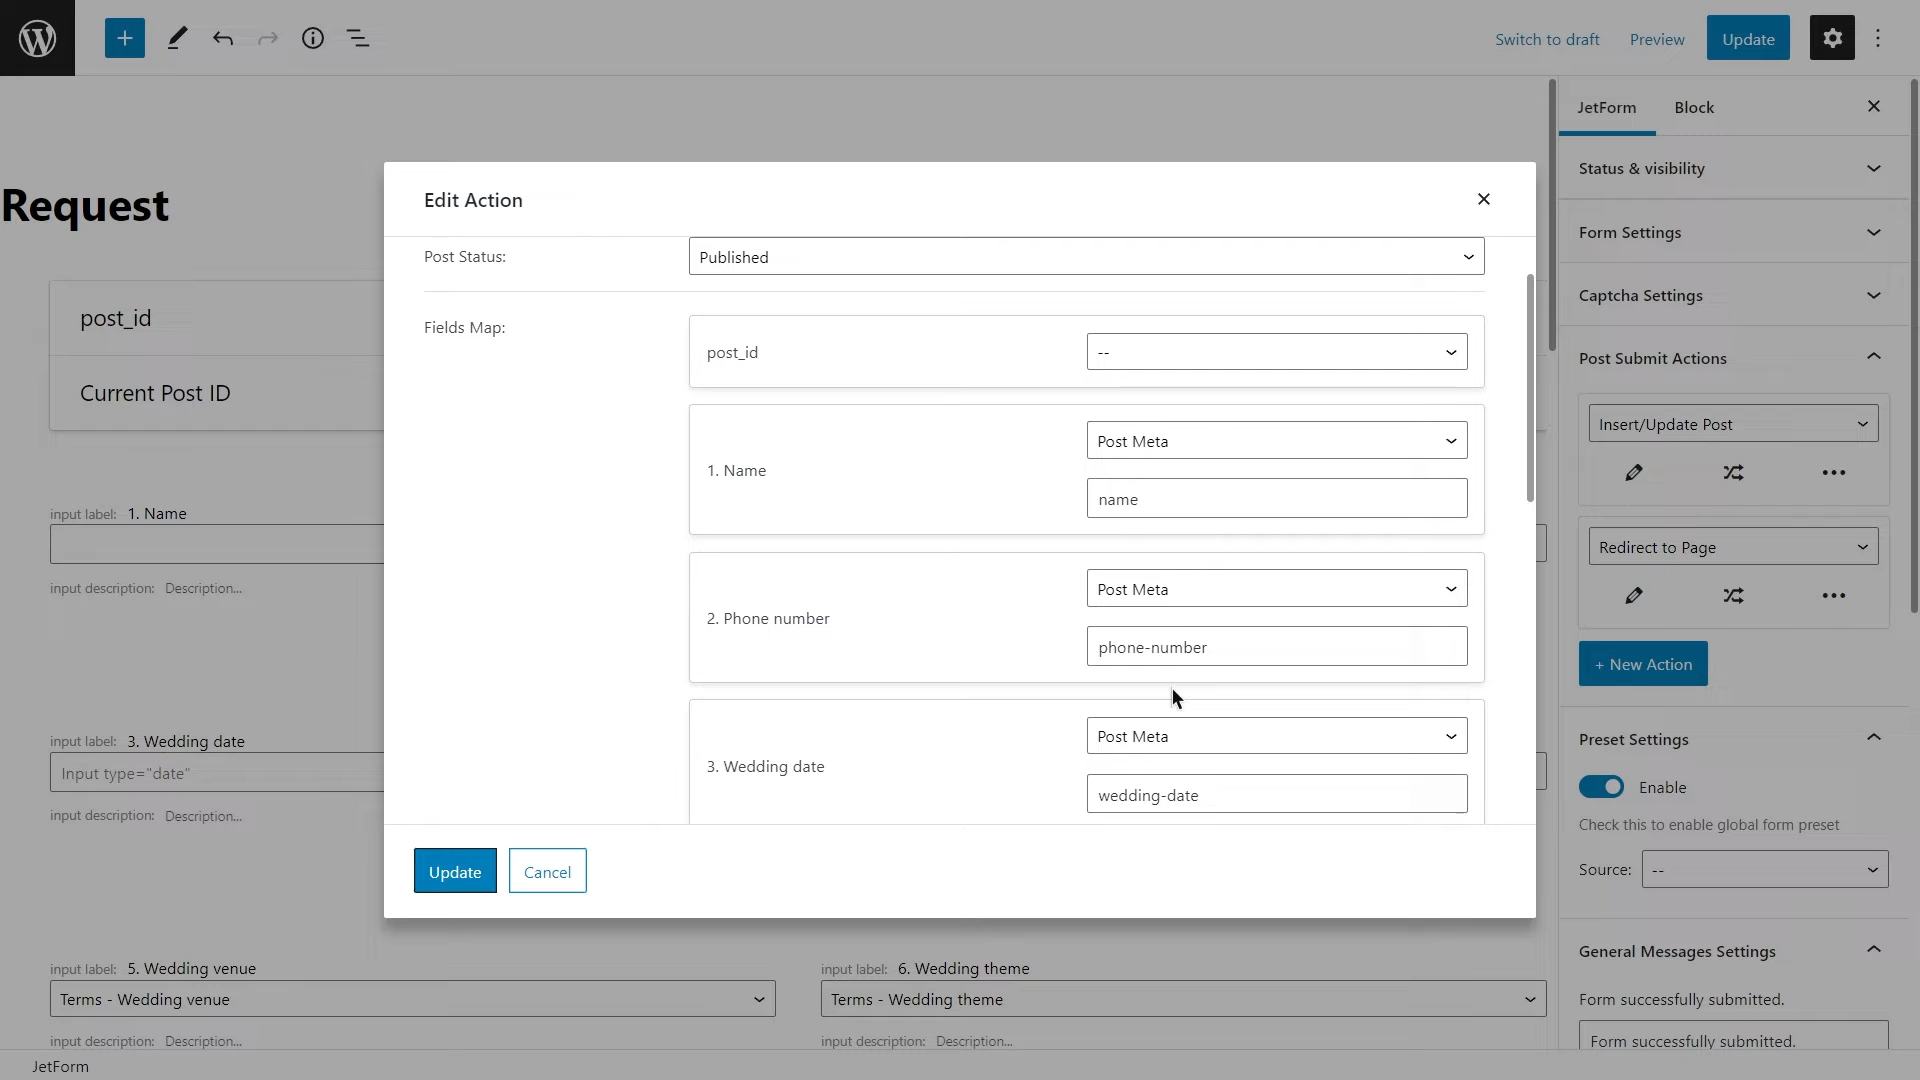 Switch to draft
Preview
Update
Request
post_id
Current Post ID
input label: 1. Name
input description: Description...
input label: 3. Wedding date
Input type="date"
input description: Description...
input label: 5. Wedding venue
Terms - Wedding venue
input description: Description...
input label: 6. Wedding theme
Terms - Wedding theme
input description: Description...
Edit Action
Post Status:
Published
Fields Map:
post_id
--
1. Name
Post Meta
name
2. Phone number
Post Meta
phone-number
3. Wedding date
Post Meta
wedding-date
Update
Cancel
JetForm
Block
Status & visibility
Form Settings
Captcha Settings
Post Submit Actions
Insert/Update Post
Redirect to Page
+ New Action
Preset Settings
Enable
Check this to enable global form preset
Source: --
General Messages Settings
Form successfully submitted.
Form successfully submitted.
JetForm